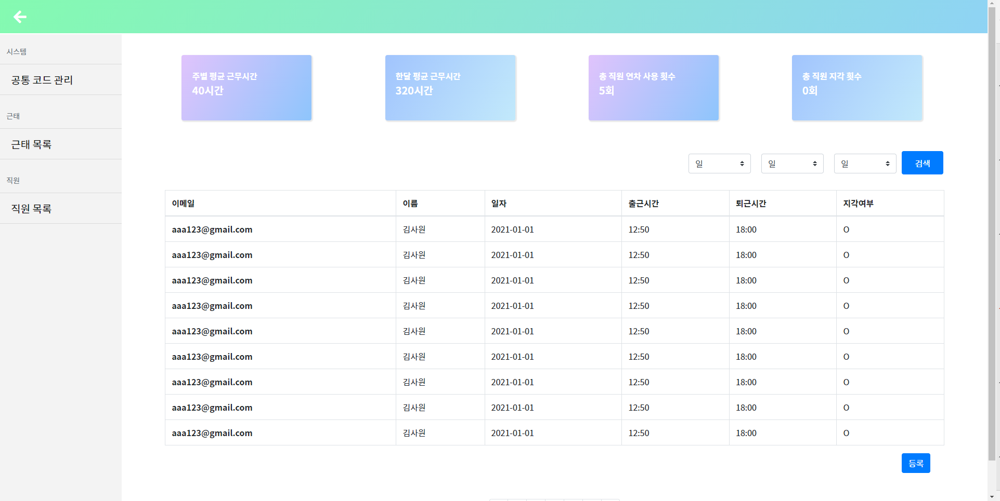 시스템
공통 코드 관리
근태
근태 목록
직원
직원 목록
주별 평균 근무시간
40시간
한달 평균 근무시간
320시간
총 직원 연차 사용 횟수
5회
총 직원 지각 횟수
0회
일 일 일 검색
이메일 이름 일자 출근시간 퇴근시간 지각여부
aaa123@gmail.com 김사원 2021-01-01 12:50 18:00 O
aaa123@gmail.com 김사원 2021-01-01 12:50 18:00 O
aaa123@gmail.com 김사원 2021-01-01 12:50 18:00 O
aaa123@gmail.com 김사원 2021-01-01 12:50 18:00 O
aaa123@gmail.com 김사원 2021-01-01 12:50 18:00 O
aaa123@gmail.com 김사원 2021-01-01 12:50 18:00 O
aaa123@gmail.com 김사원 2021-01-01 12:50 18:00 O
aaa123@gmail.com 김사원 2021-01-01 12:50 18:00 O
aaa123@gmail.com 김사원 2021-01-01 12:50 18:00 O
등록